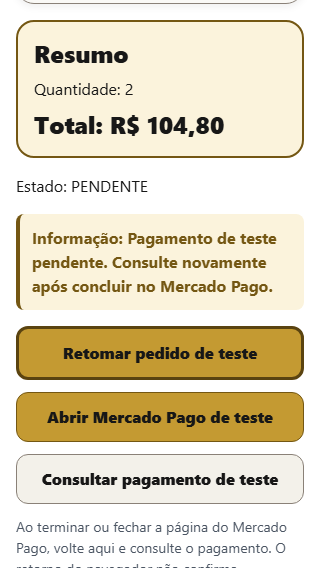 Resumo
Quantidade: 2
Total: R$ 104,80
Estado: PENDENTE
Informação: Pagamento de teste
pendente. Consulte novamente
após concluir no Mercado Pago.
Retomar pedido de teste
Abrir Mercado Pago de teste
Consultar pagamento de teste
Ao terminar ou fechar a página do Mercado
Pago, volte aqui e consulte o pagamento. O